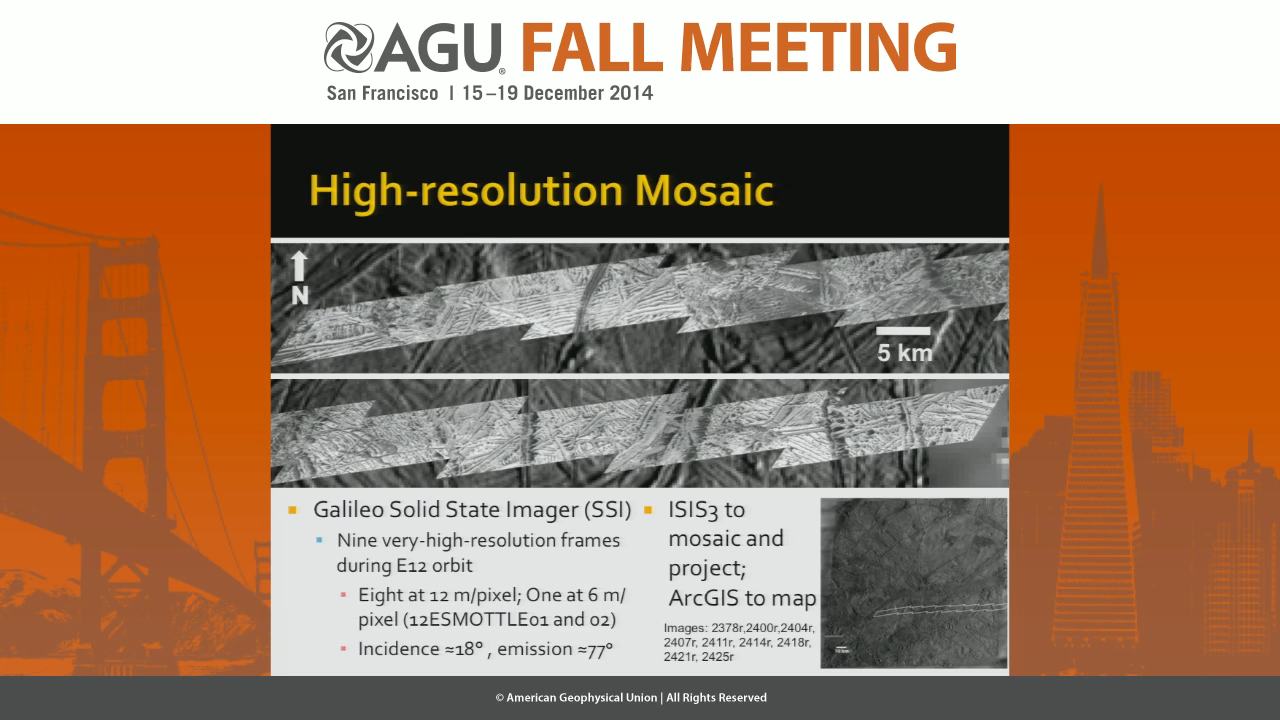 AGU® FALL MEETING
San Francisco | 15–19 December 2014
High-resolution Mosaic
N
5 km
Galileo Solid State Imager (SSI)
Nine very-high-resolution frames
during E12 orbit
Eight at 12 m/pixel; One at 6 m/
pixel (12ESMOTTLE01 and 02)
Incidence ≈18° , emission ≈77°
ISIS3 to
mosaic and
project;
ArcGIS to map
Images: 2378r,2400r,2404r,
2407r, 2411r, 2414r, 2418r,
2421r, 2425r
© American Geophysical Union | All Rights Reserved